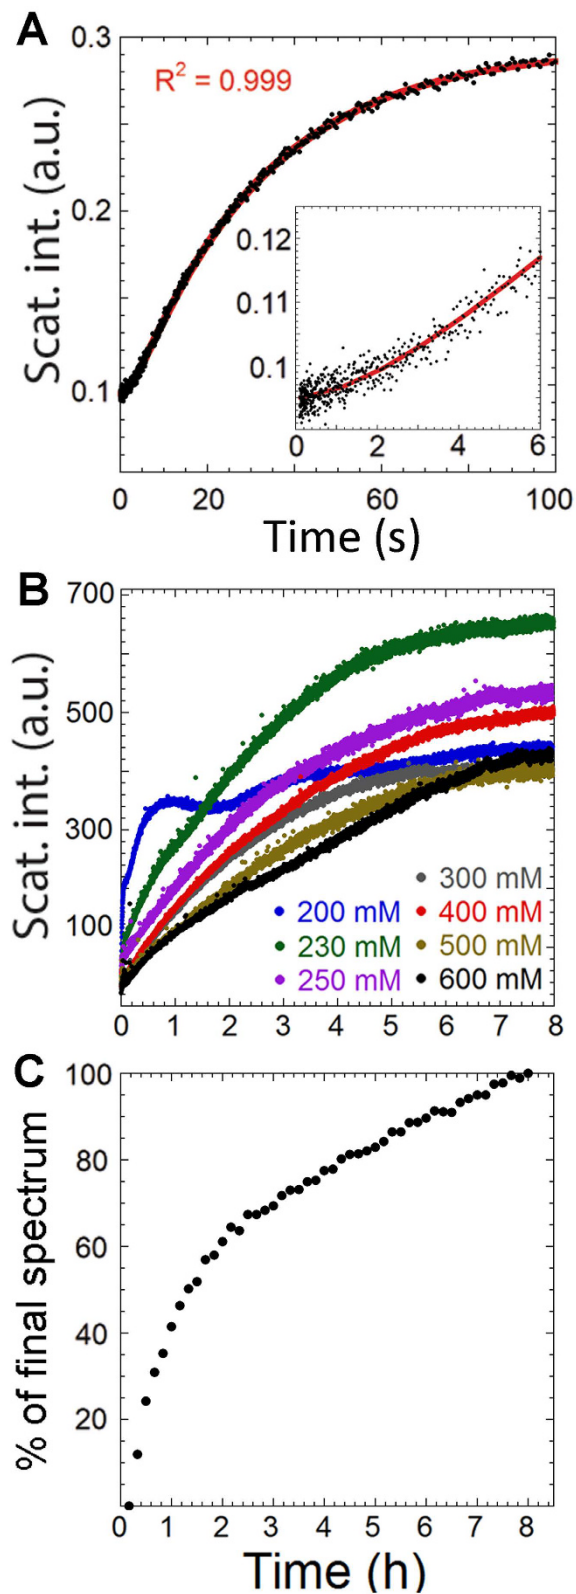 A
0.3
R² = 0.999
0.2
0.1
Scat. int. (a.u.)
0.12
0.11
0.1
0 2 4 6
0 20 60 100
Time (s)
B
700
500
300
100
Scat. int. (a.u.)
300 mM
200 mM 400 mM
230 mM 500 mM
250 mM 600 mM
0 1 2 3 4 5 6 7 8
C
100
80
60
40
20
% of final spectrum
0 1 2 3 4 5 6 7 8
Time (h)